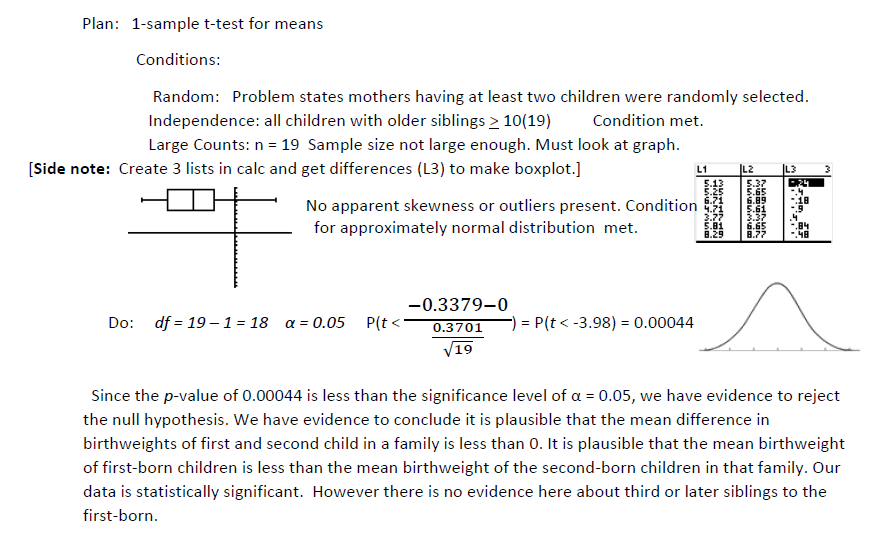 Plan: 1-sample t-test for means
Conditions:
Random: Problem states mothers having at least two children were randomly selected.
Independence: all children with older siblings ≥ 10(19) Condition met.
Large Counts: n = 19 Sample size not large enough. Must look at graph.
[Side note: Create 3 lists in calc and get differences (L3) to make boxplot.]
L1 L2 L3 3
5.13 5.37 -.24
5.25 5.65 -.4
6.71 6.89 -.18
4.71 5.61 -.9
3.77 3.37 .4
5.81 6.65 -.84
8.29 8.77 -.48
No apparent skewness or outliers present. Condition
for approximately normal distribution met.
Do: df = 19 – 1 = 18 α = 0.05 P(t < (−0.3379−0)/(0.3701/√19)) = P(t < -3.98) = 0.00044
Since the p-value of 0.00044 is less than the significance level of α = 0.05, we have evidence to reject
the null hypothesis. We have evidence to conclude it is plausible that the mean difference in
birthweights of first and second child in a family is less than 0. It is plausible that the mean birthweight
of first-born children is less than the mean birthweight of the second-born children in that family. Our
data is statistically significant. However there is no evidence here about third or later siblings to the
first-born.